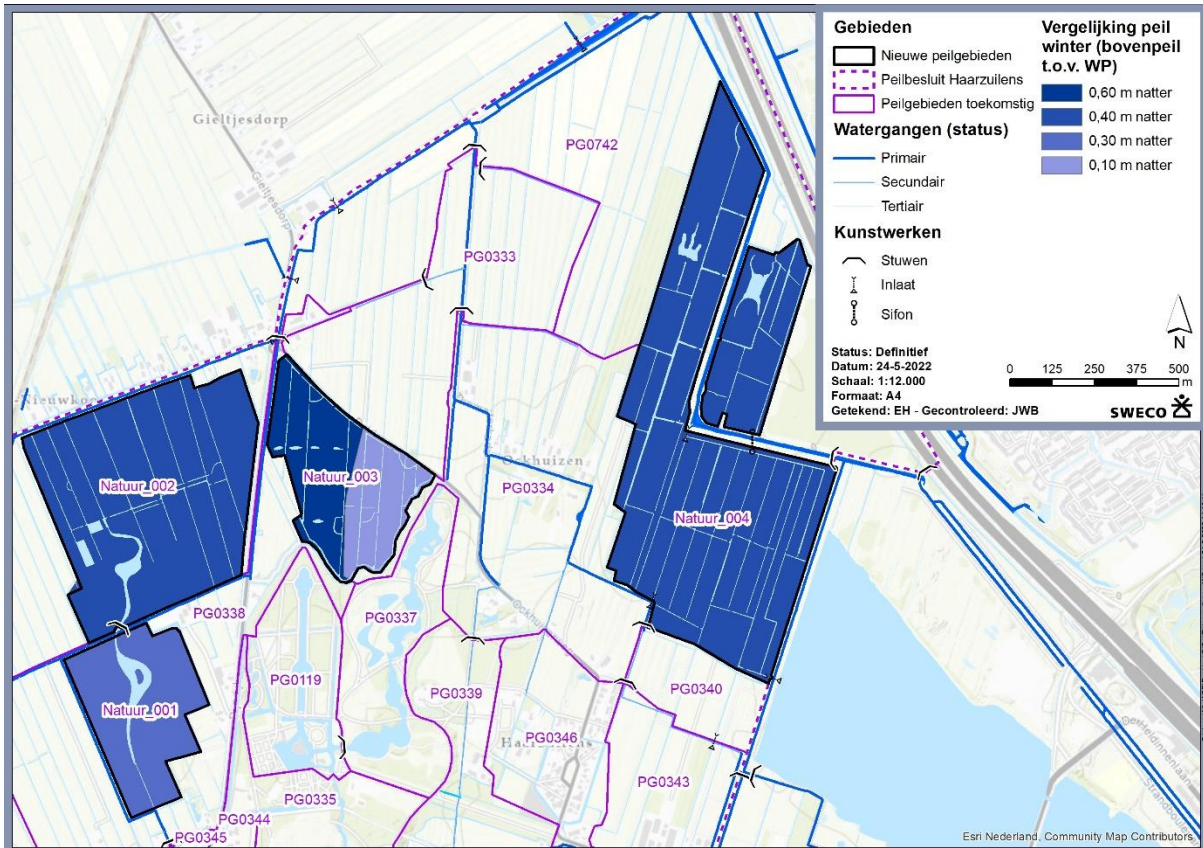 Gebieden
Nieuwe peilgebieden
Peilbesluit Haarzuilens
Peilgebieden toekomstig
Watergangen (status)
Primair
Secundair
Tertiair
Kunstwerken
Stuwen
Inlaat
Sifon
Vergelijking peil
winter (bovenpeil
t.o.v. WP)
0,60 m natter
0,40 m natter
0,30 m natter
0,10 m natter
Status: Definitief
Datum: 24-5-2022
Schaal: 1:12.000
Formaat: A4
Getekend: EH - Gecontroleerd: JWB
N
0 125 250 375 500
m
SWECO
Gieltjesdorp
Gieltjesdorp
PG0742
PG0333
Ockhuizen
PG0334
Natuur_003
Natuur_002
Natuur_004
PG0338
PG0337
PG0119
PG0339
PG0340
Natuur_001
PG0346
PG0343
PG0335
PG0344
PG0345
Esri Nederland, Community Map Contributors